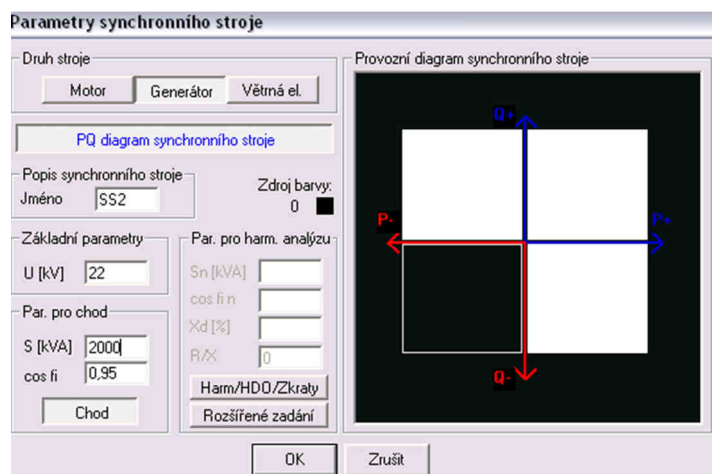 Parametry synchronního stroje
Druh stroje
Motor
Generátor
Větrná el.
PQ diagram synchronního stroje
Popis synchronního stroje
Jméno
SS2
Zdroj barvy:
0
Základní parametry
U [kV]
22
Par. pro chod
S [kVA]
2000
cos fi
0,95
Chod
Par. pro harm. analýzu
Sn [kVA]
cos fi n
Xd [%]
R/X
0
Harm/HDO/Zkraty
Rozšířené zadání
Provozní diagram synchronního stroje
Q+
P-
P+
Q-
OK
Zrušit